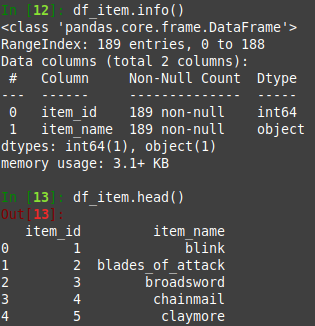 In [12]: df_item.info()
<class 'pandas.core.frame.DataFrame'>
RangeIndex: 189 entries, 0 to 188
Data columns (total 2 columns):
 #   Column     Non-Null Count  Dtype
---  ------     --------------  -----
 0   item_id    189 non-null    int64
 1   item_name  189 non-null    object
dtypes: int64(1), object(1)
memory usage: 3.1+ KB
In [13]: df_item.head()
Out[13]:
   item_id         item_name
0        1             blink
1        2  blades_of_attack
2        3        broadsword
3        4         chainmail
4        5          claymore